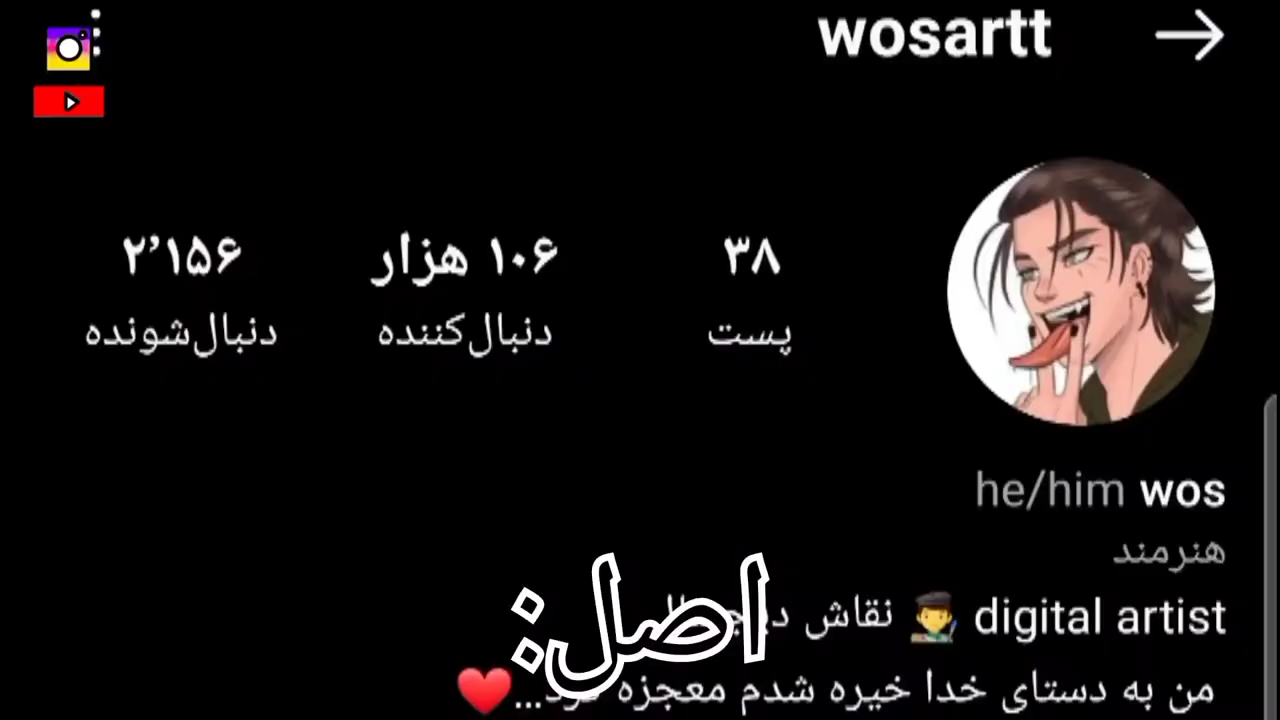 wosartt
۳۸ ۱۰۶ هزار ۲٬۱۵۶
پست دنبال‌کننده دنبال‌شونده
wos he/him
هنرمند
digital artist 👨‍🎨 نقاش
اصل:
من به دستای خدا خیره شدم معجزه ...❤️